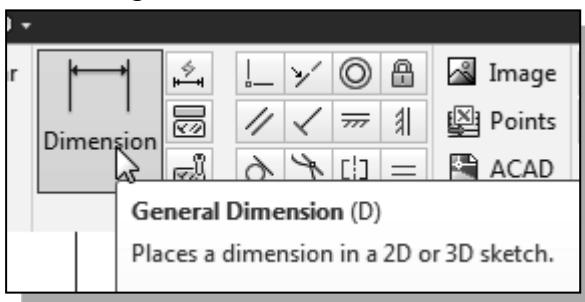 r
Image
Dimension
Points
ACAD
General Dimension (D)
Places a dimension in a 2D or 3D sketch.